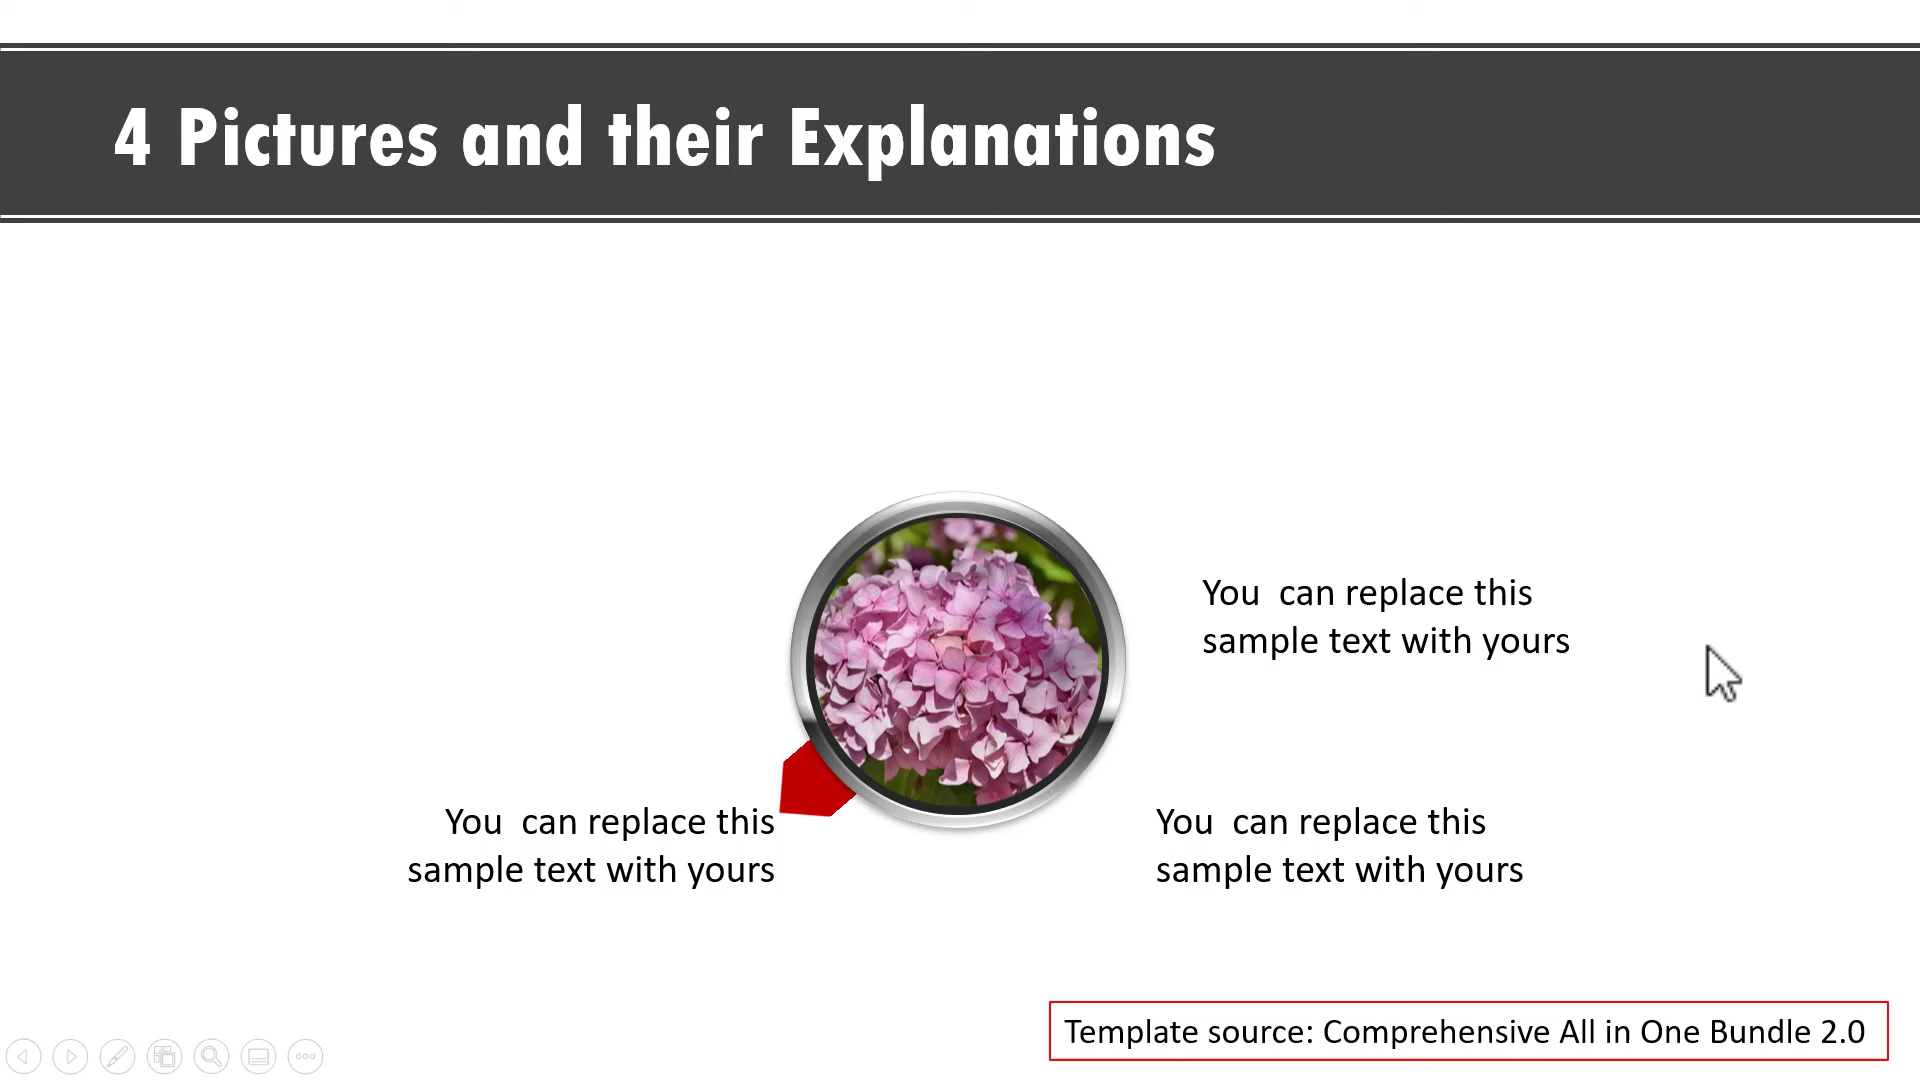 4 Pictures and their Explanations
You  can replace this
sample text with yours
You  can replace this
sample text with yours
You  can replace this
sample text with yours
Template source: Comprehensive All in One Bundle 2.0